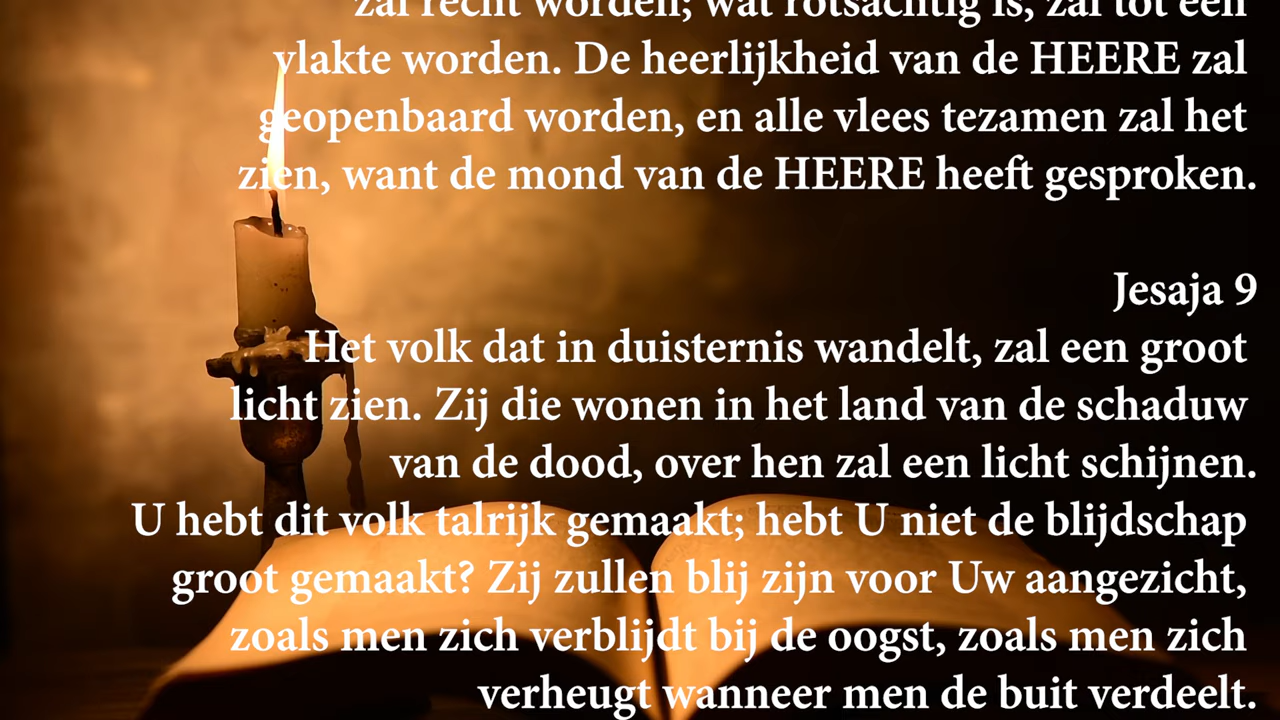 zal recht worden; wat rotsachtig is, zal tot een
vlakte worden. De heerlijkheid van de HEERE zal
geopenbaard worden, en alle vlees tezamen zal het
zien, want de mond van de HEERE heeft gesproken.
Jesaja 9
Het volk dat in duisternis wandelt, zal een groot
licht zien. Zij die wonen in het land van de schaduw
van de dood, over hen zal een licht schijnen.
U hebt dit volk talrijk gemaakt; hebt U niet de blijdschap
groot gemaakt? Zij zullen blij zijn voor Uw aangezicht,
zoals men zich verblijdt bij de oogst, zoals men zich
verheugt wanneer men de buit verdeelt.